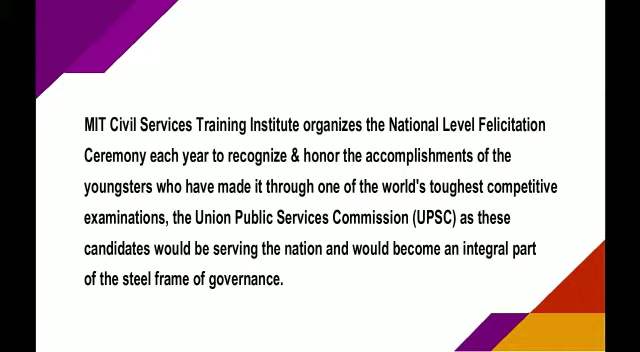 MIT Civil Services Training Institute organizes the National Level Felicitation
Ceremony each year to recognize & honor the accomplishments of the
youngsters who have made it through one of the world's toughest competitive
examinations, the Union Public Services Commission (UPSC) as these
candidates would be serving the nation and would become an integral part
of the steel frame of governance.